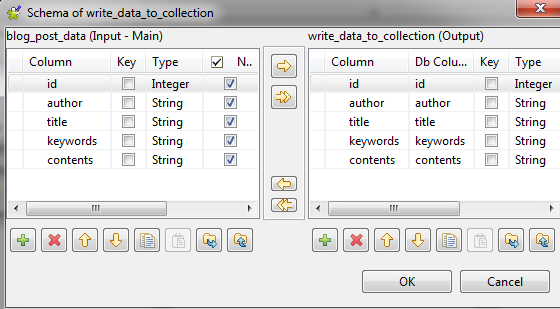 Schema of write_data_to_collection
blog_post_data (Input - Main) write_data_to_collection (Output)
Column Key Type N.. Column Db Colu... Key Type
id Integer id id Integer
author String author author String
title String title title String
keywords String keywords keywords String
contents String contents contents String
OK Cancel